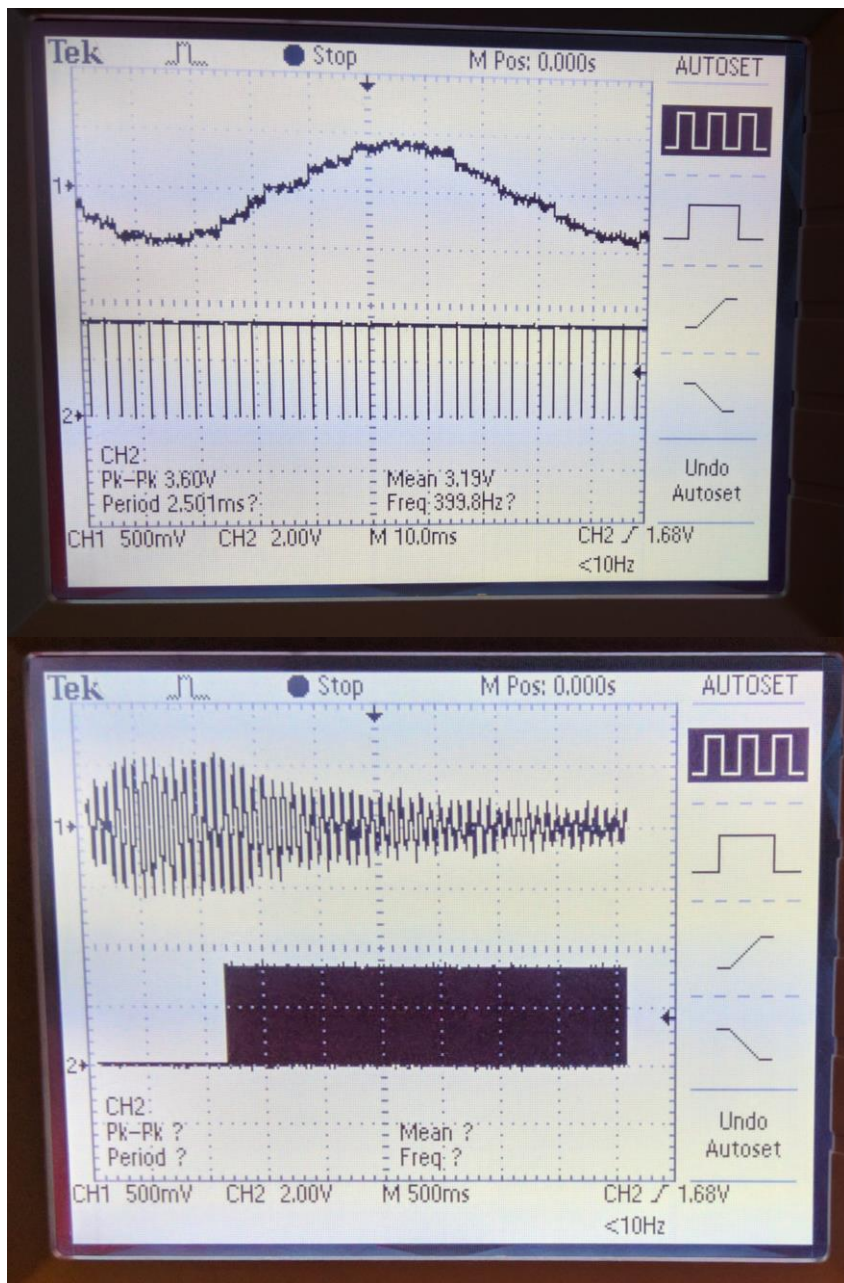 Tek Stop M Pos: 0.000s AUTOSET
1
2
CH2:
Pk-Pk 3.60V Mean 3.19V
Period 2.501ms? Freq 399.8Hz?
Undo
Autoset
CH1 500mV CH2 2.00V M 10.0ms CH2 1.68V
<10Hz
Tek Stop M Pos: 0.000s AUTOSET
1
2
CH2:
Pk-Pk ? Mean ?
Period ? Freq ?
Undo
Autoset
CH1 500mV CH2 2.00V M 500ms CH2 1.68V
<10Hz